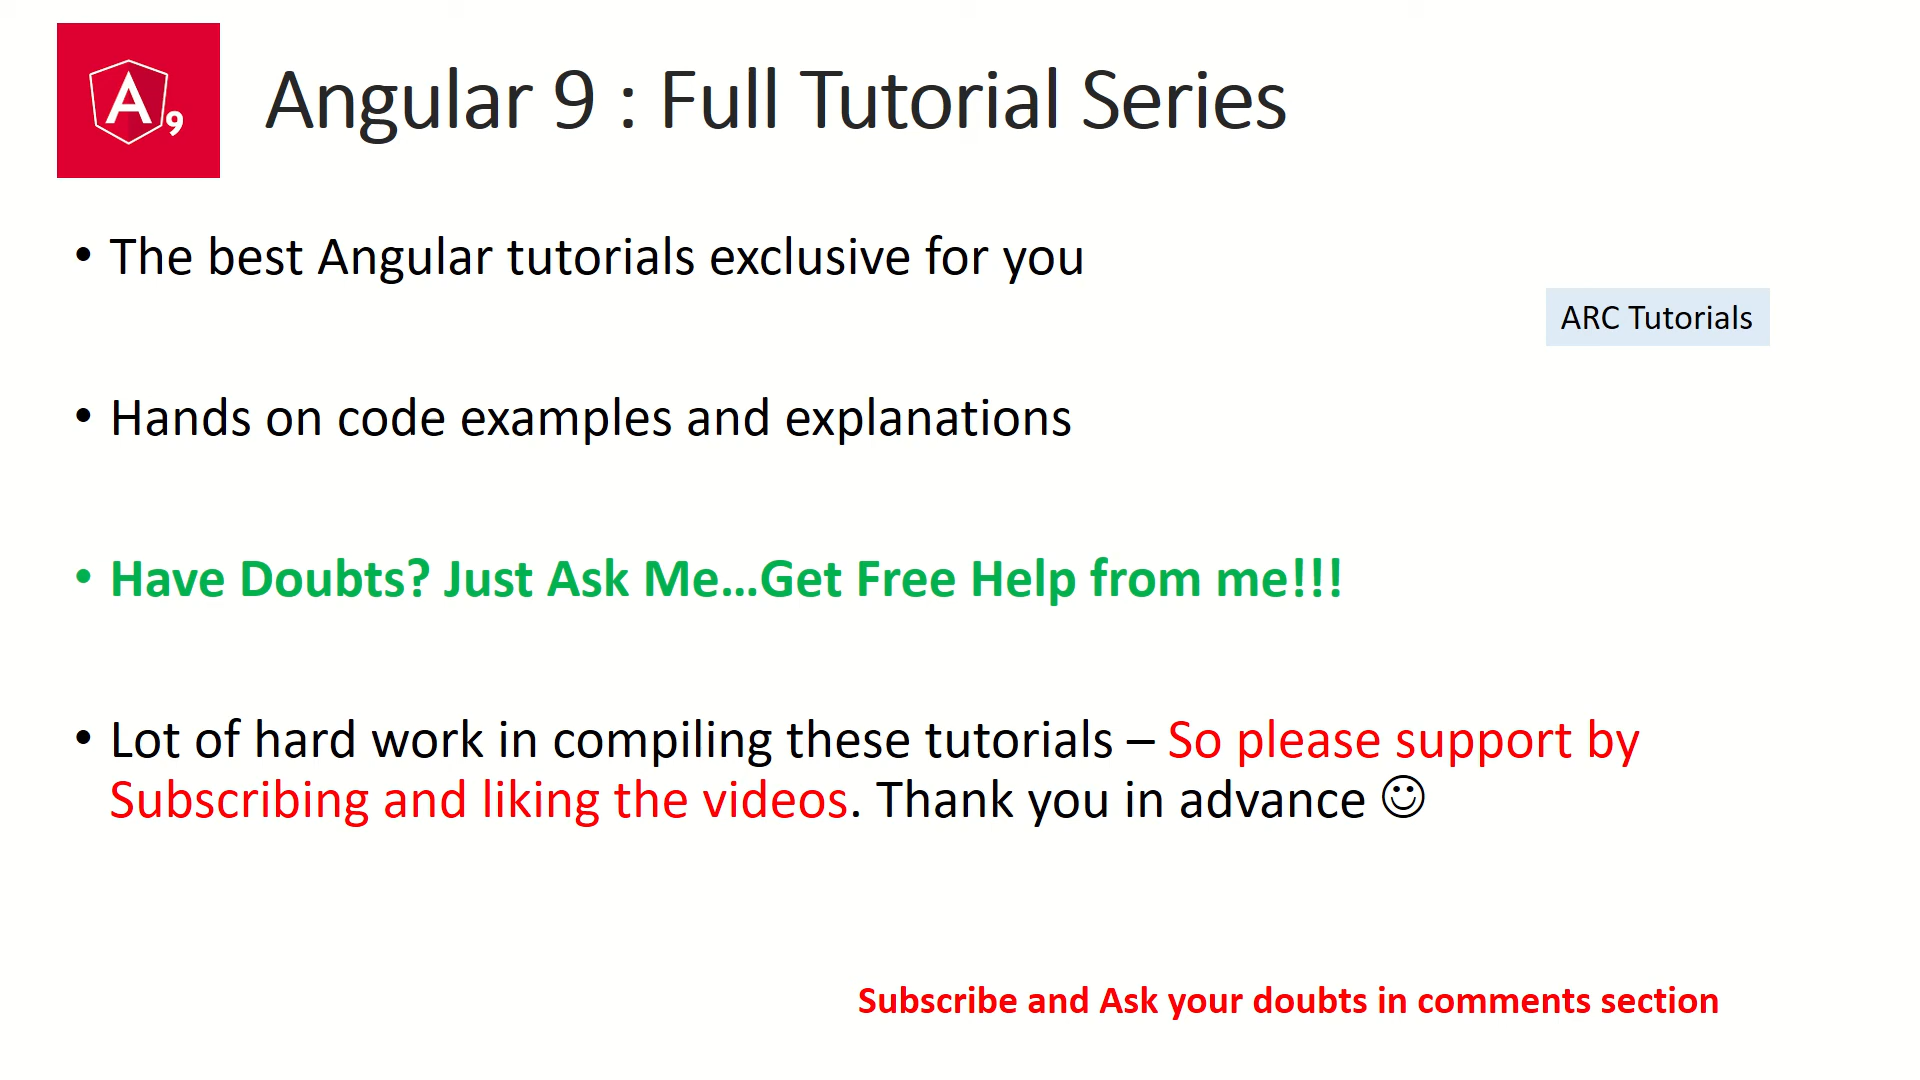 A9
Angular 9 : Full Tutorial Series
• The best Angular tutorials exclusive for you
ARC Tutorials
• Hands on code examples and explanations
• Have Doubts? Just Ask Me...Get Free Help from me!!!
• Lot of hard work in compiling these tutorials – So please support by
Subscribing and liking the videos. Thank you in advance ☺
Subscribe and Ask your doubts in comments section